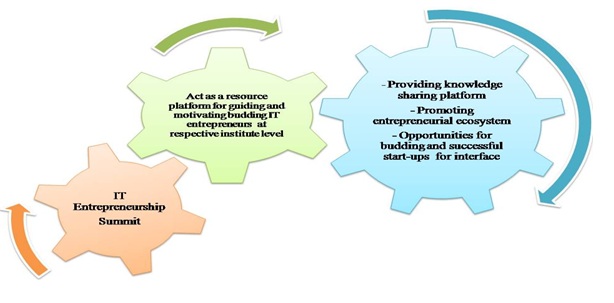 IT
Entrepreneurship
Summit
Act as a resource
platform for guiding and
motivating budding IT
entrepreneurs at
respective institute level
- Providing knowledge
sharing platform
- Promoting
entrepreneurial ecosystem
- Opportunities for
budding and successful
start-ups for interface